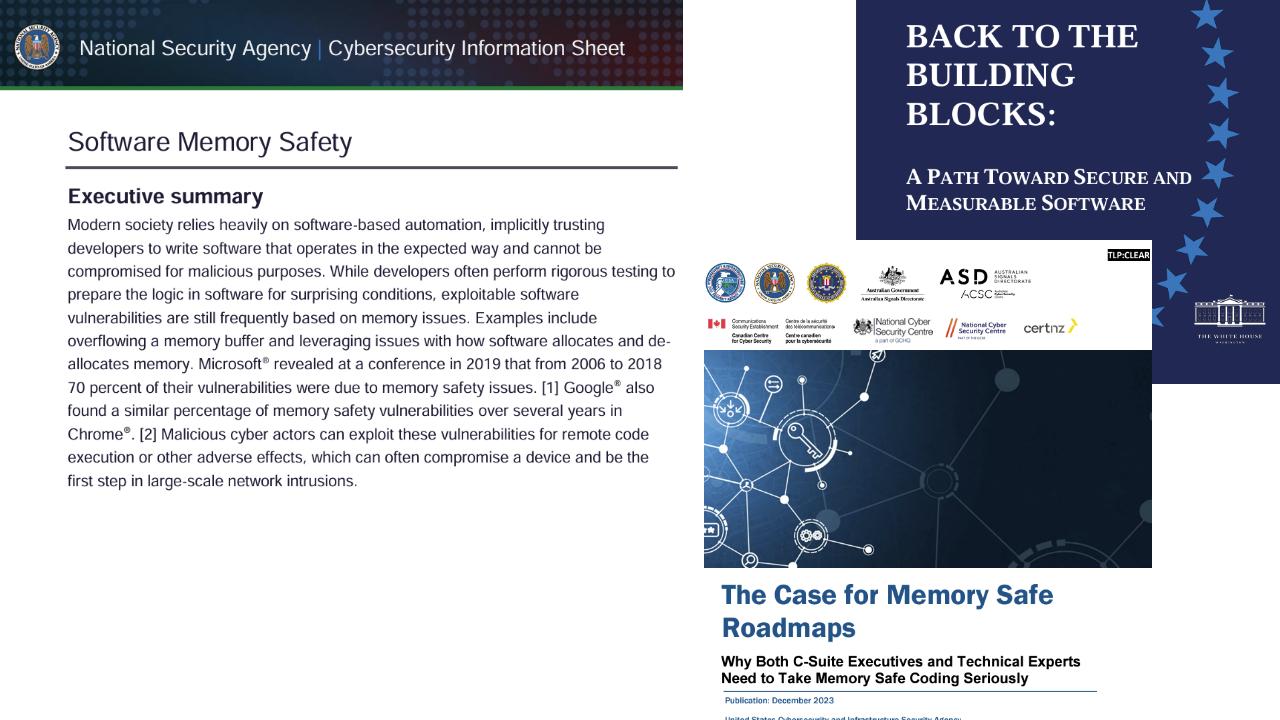 National Security Agency | Cybersecurity Information Sheet
Software Memory Safety
Executive summary
Modern society relies heavily on software-based automation, implicitly trusting
developers to write software that operates in the expected way and cannot be
compromised for malicious purposes. While developers often perform rigorous testing to
prepare the logic in software for surprising conditions, exploitable software
vulnerabilities are still frequently based on memory issues. Examples include
overflowing a memory buffer and leveraging issues with how software allocates and de-
allocates memory. Microsoft® revealed at a conference in 2019 that from 2006 to 2018
70 percent of their vulnerabilities were due to memory safety issues. [1] Google® also
found a similar percentage of memory safety vulnerabilities over several years in
Chrome®. [2] Malicious cyber actors can exploit these vulnerabilities for remote code
execution or other adverse effects, which can often compromise a device and be the
first step in large-scale network intrusions.
BACK TO THE
BUILDING
BLOCKS:
A PATH TOWARD SECURE AND
MEASURABLE SOFTWARE
THE WHITE HOUSE
WASHINGTON
TLP:CLEAR
Australian Government
Australian Signals Directorate
ASD
AUSTRALIAN
SIGNALS
DIRECTORATE
ACSC
Communications
Security Establishment
Canadian Centre
for Cyber Security
Centre de la sécurité
des télécommunications
Centre canadien
pour la cybersécurité
National Cyber
Security Centre
a part of GCHQ
National Cyber
Security Centre
PART OF THE GCSB
certnz
The Case for Memory Safe
Roadmaps
Why Both C-Suite Executives and Technical Experts
Need to Take Memory Safe Coding Seriously
Publication: December 2023
United States Cybersecurity and Infrastructure Security Agency